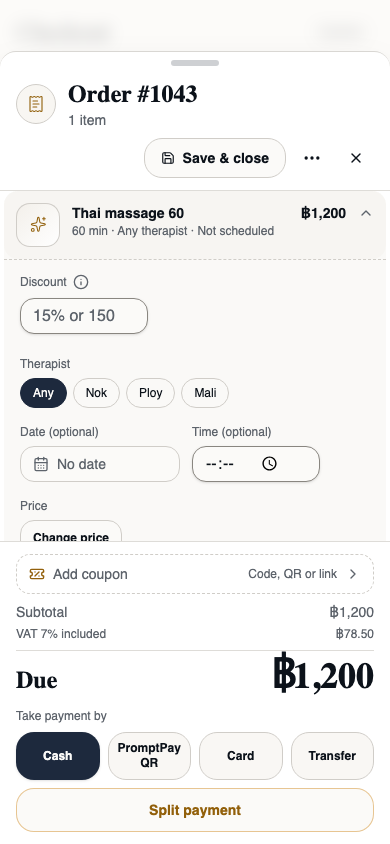 Order #1043
1 item
Save & close
Thai massage 60
฿1,200
60 min · Any therapist · Not scheduled
Discount
15% or 150
Therapist
Any
Nok
Ploy
Mali
Date (optional)
Time (optional)
No date
--:--
Price
Change price
Add coupon
Code, QR or link
Subtotal
฿1,200
VAT 7% included
฿78.50
Due
฿1,200
Take payment by
Cash
PromptPay
QR
Card
Transfer
Split payment